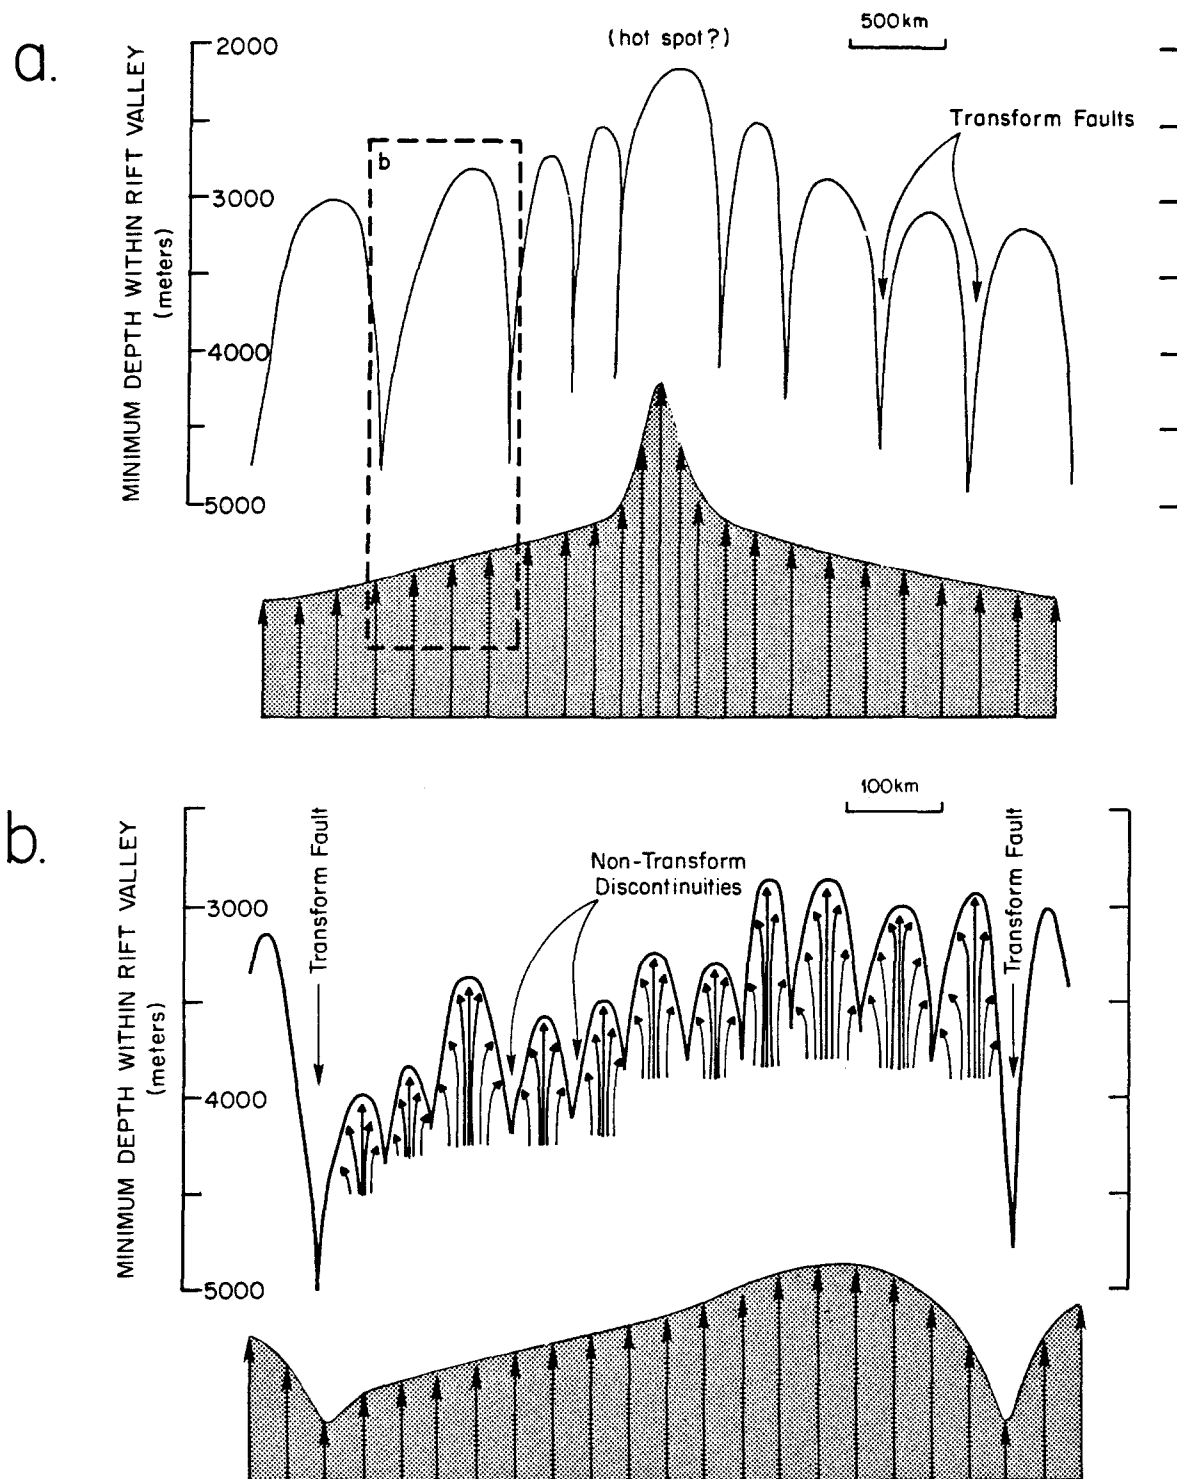 a.
MINIMUM DEPTH WITHIN RIFT VALLEY
(meters)
2000
3000
4000
5000
(hot spot?)
500km
Transform Faults
b
b.
MINIMUM DEPTH WITHIN RIFT VALLEY
(meters)
3000
4000
5000
100km
Transform Fault
Non-Transform
Discontinuities
Transform Fault